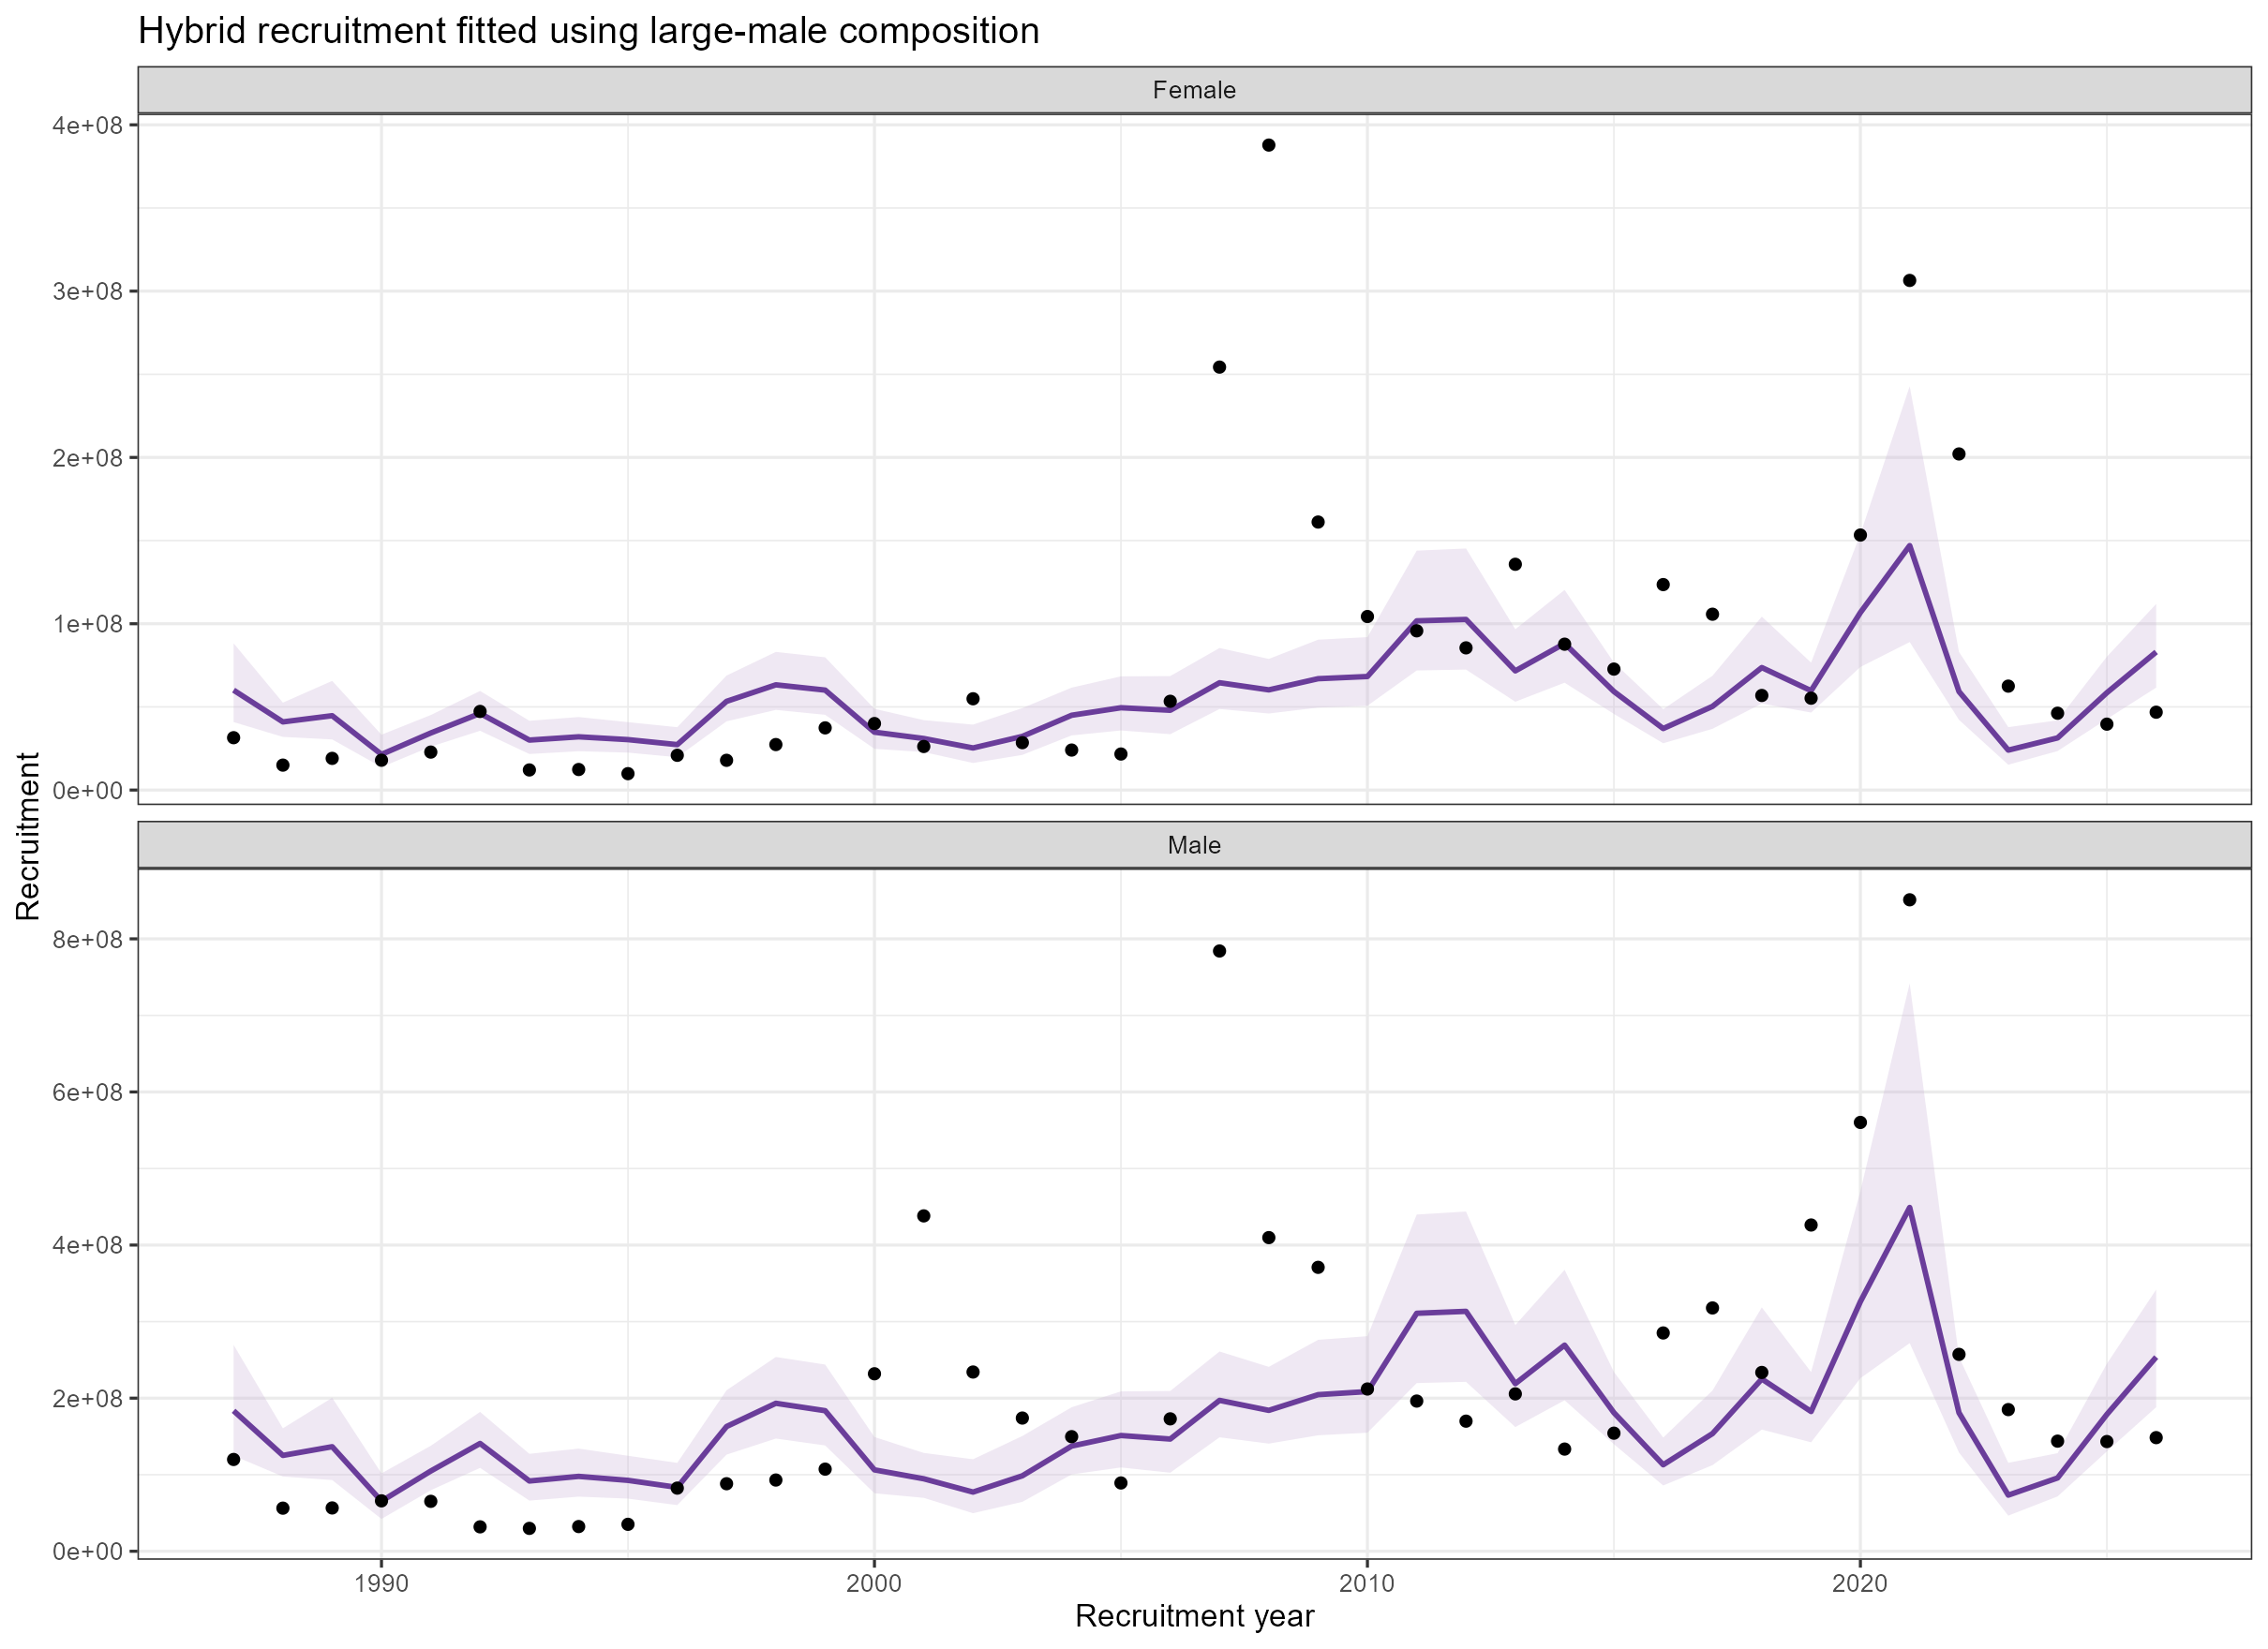 Hybrid recruitment fitted using large-male composition
Female
4e+08
3e+08
2e+08
1e+08
0e+00
Recruitment
Male
8e+08
6e+08
4e+08
2e+08
0e+00
1990 2000 2010 2020
Recruitment year